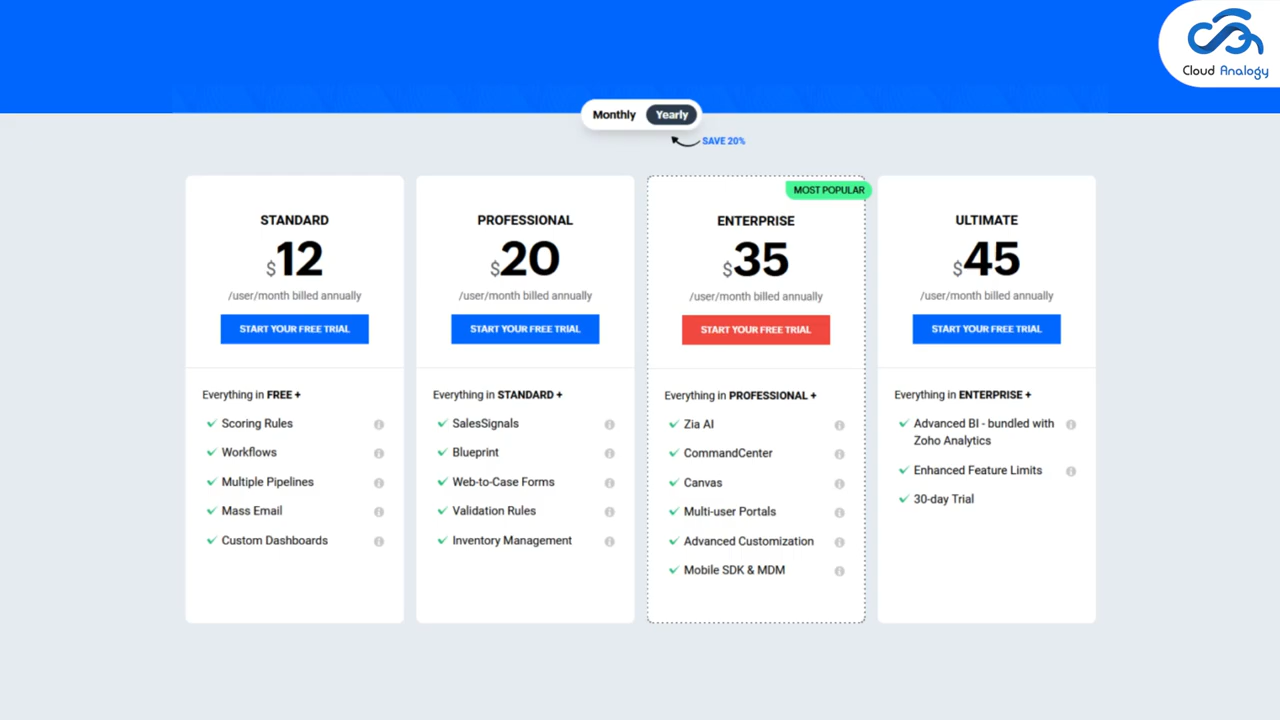 Cloud Analogy
Monthly
Yearly
SAVE 20%
STANDARD
$12
/user/month billed annually
START YOUR FREE TRIAL
Everything in FREE +
Scoring Rules
Workflows
Multiple Pipelines
Mass Email
Custom Dashboards
PROFESSIONAL
$20
/user/month billed annually
START YOUR FREE TRIAL
Everything in STANDARD +
SalesSignals
Blueprint
Web-to-Case Forms
Validation Rules
Inventory Management
MOST POPULAR
ENTERPRISE
$35
/user/month billed annually
START YOUR FREE TRIAL
Everything in PROFESSIONAL +
Zia AI
CommandCenter
Canvas
Multi-user Portals
Advanced Customization
Mobile SDK & MDM
ULTIMATE
$45
/user/month billed annually
START YOUR FREE TRIAL
Everything in ENTERPRISE +
Advanced BI - bundled with
Zoho Analytics
Enhanced Feature Limits
30-day Trial